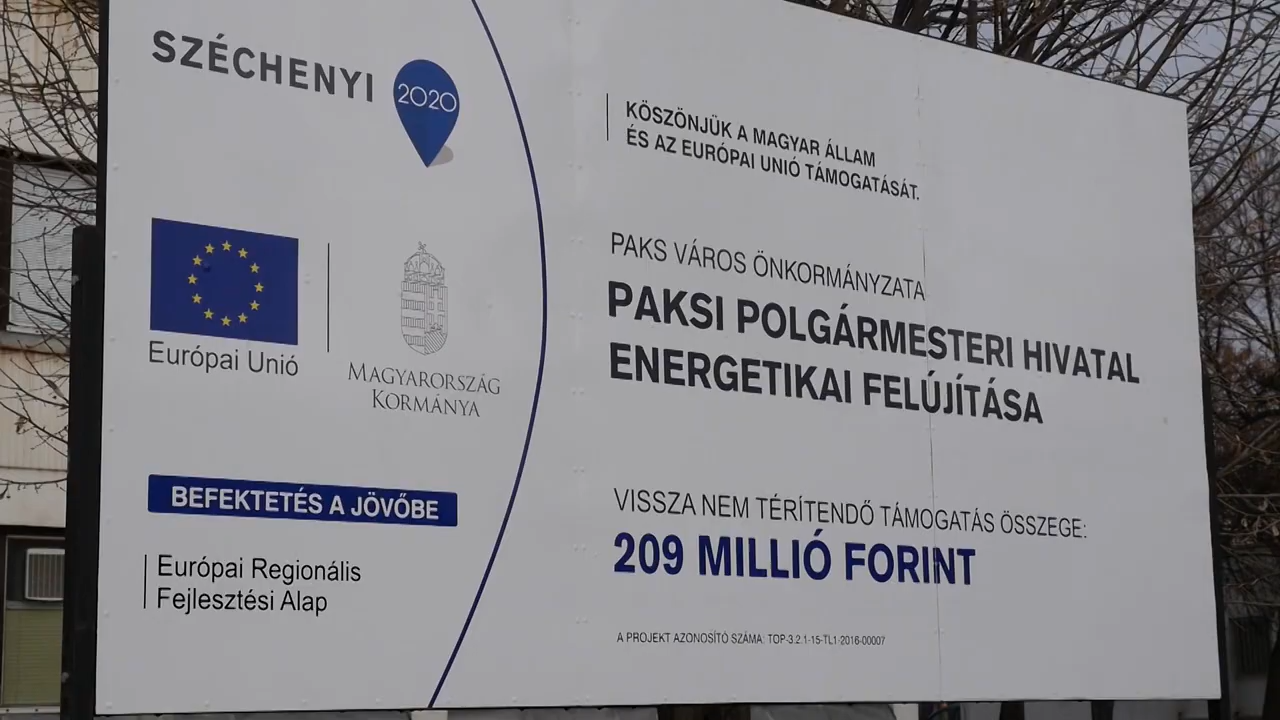 SZÉCHENYI 2020
Európai Unió
MAGYARORSZÁG
KORMÁNYA
BEFEKTETÉS A JÖVŐBE
Európai Regionális
Fejlesztési Alap
KÖSZÖNJÜK A MAGYAR ÁLLAM
ÉS AZ EURÓPAI UNIÓ TÁMOGATÁSÁT.
PAKS VÁROS ÖNKORMÁNYZATA
PAKSI POLGÁRMESTERI HIVATAL
ENERGETIKAI FELÚJÍTÁSA
VISSZA NEM TÉRÍTENDŐ TÁMOGATÁS ÖSSZEGE:
209 MILLIÓ FORINT
A PROJEKT AZONOSÍTÓ SZÁMA: TOP-3.2.1-15-TL1-2016-00007